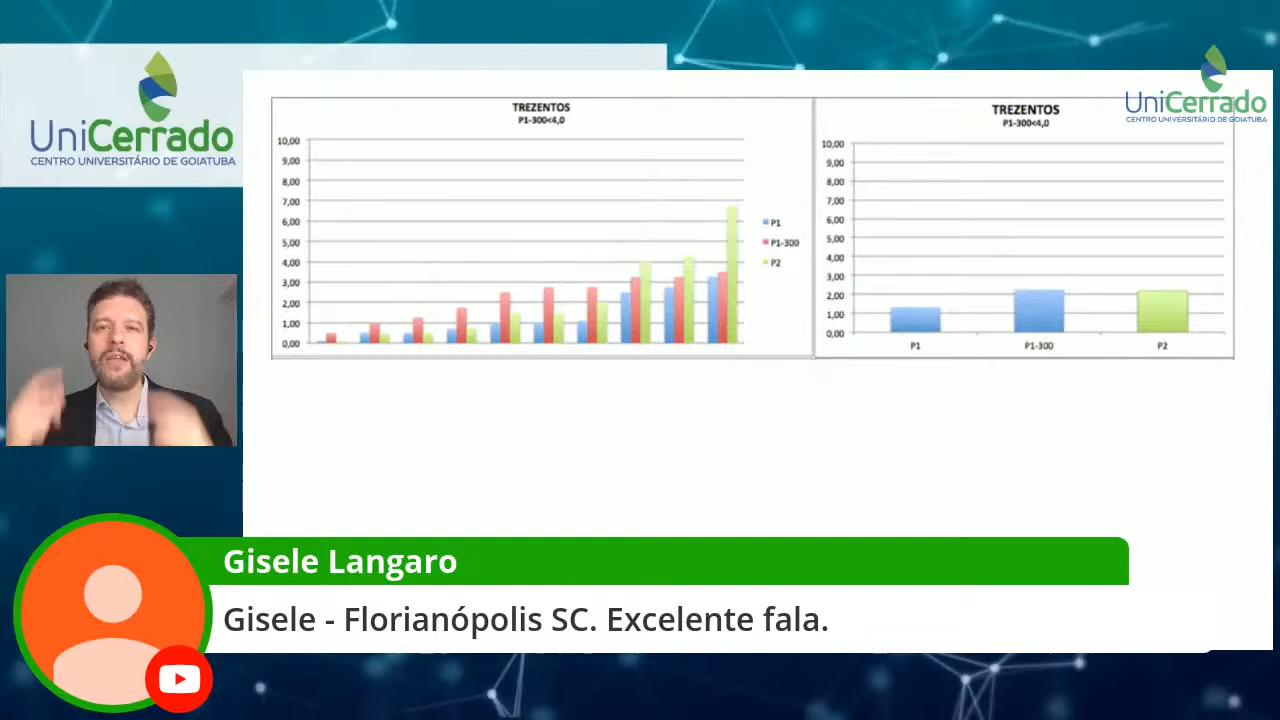 UniCerrado
CENTRO UNIVERSITÁRIO DE GOIATUBA
TREZENTOS
P1-300<4,0
10,00
9,00
8,00
7,00
6,00
5,00
4,00
3,00
2,00
1,00
0,00
P1
P1-300
P2
TREZENTOS
P1-300<4,0
10,00
9,00
8,00
7,00
6,00
5,00
4,00
3,00
2,00
1,00
0,00
P1
P1-300
P2
UniCerrado
CENTRO UNIVERSITÁRIO DE GOIATUBA
Gisele Langaro
Gisele - Florianópolis SC. Excelente fala.